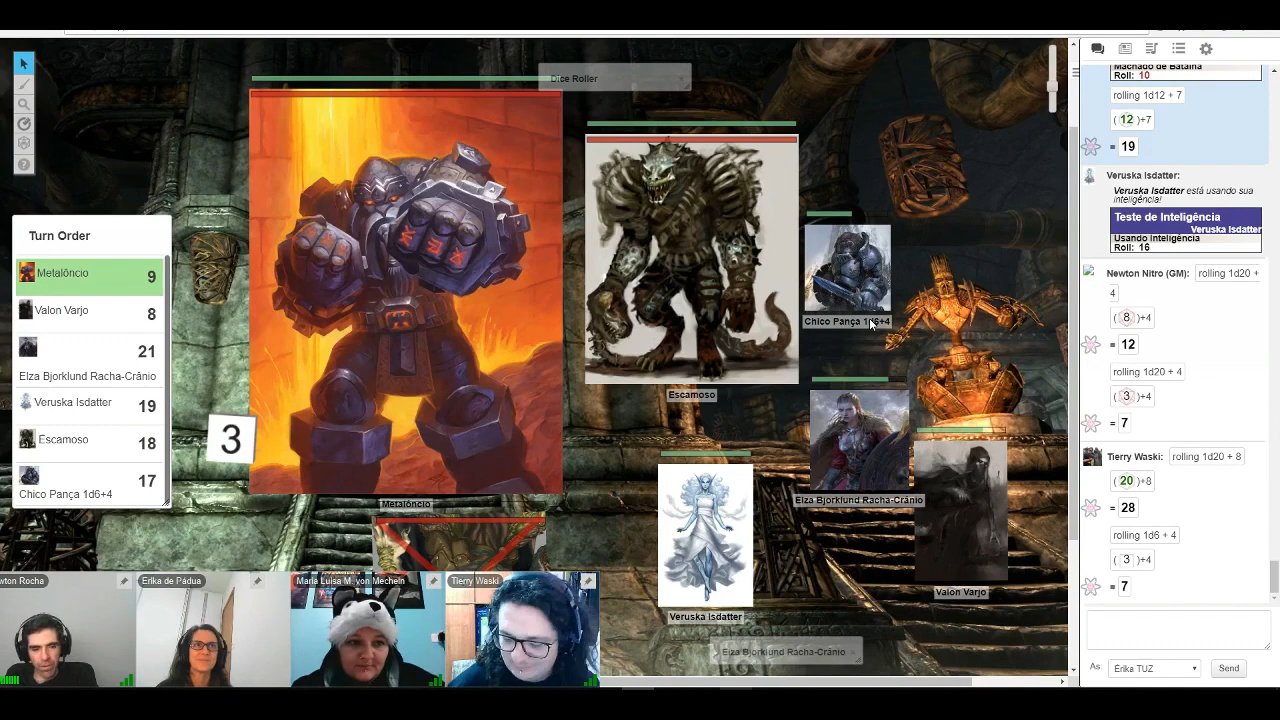 Dice Roller
Turn Order
Metalôncio
9
Valon Varjo
8
21
Elza Bjorklund Racha-Crânio
Veruska Isdatter
19
Escamoso
18
17
Chico Pança 1d6+4
3
Metalôncio
Escamoso
Chico Pança 1d6+4
Elza Bjorklund Racha-Crânio
Veruska Isdatter
Valon Varjo
Elza Bjorklund Racha-Crânio
wton Rocha
Erika de Pádua
Maria Luisa M. von Mecheln
Tierry Waski
Machado de Batalha
Roll: 10
rolling 1d12 + 7
( 12 )+7
= 19
Veruska Isdatter:
Veruska Isdatter está usando sua
inteligência!
Teste de Inteligência
Veruska Isdatter
Usando Inteligência
Roll: 16
Newton Nitro (GM): rolling 1d20 +
4
( 8 )+4
= 12
rolling 1d20 + 4
( 3 )+4
= 7
Tierry Waski: rolling 1d20 + 8
( 20 )+8
= 28
rolling 1d6 + 4
( 3 )+4
= 7
As: Érika TUZ
Send